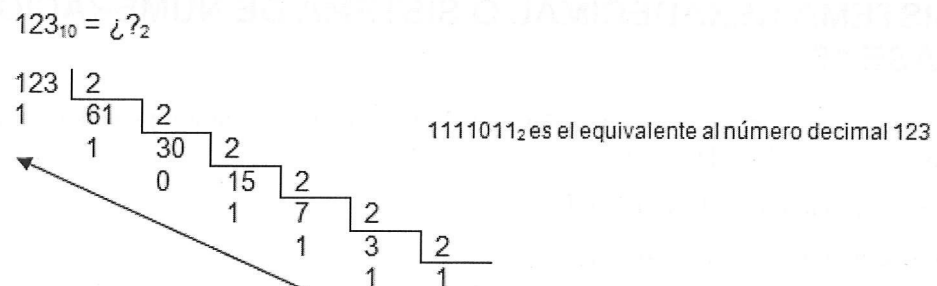 123₁₀ = ¿?₂
123 2
1 61 2
1 30 2
0 15 2
1 7 2
1 3 2
1 1
1111011₂ es el equivalente al número decimal 123